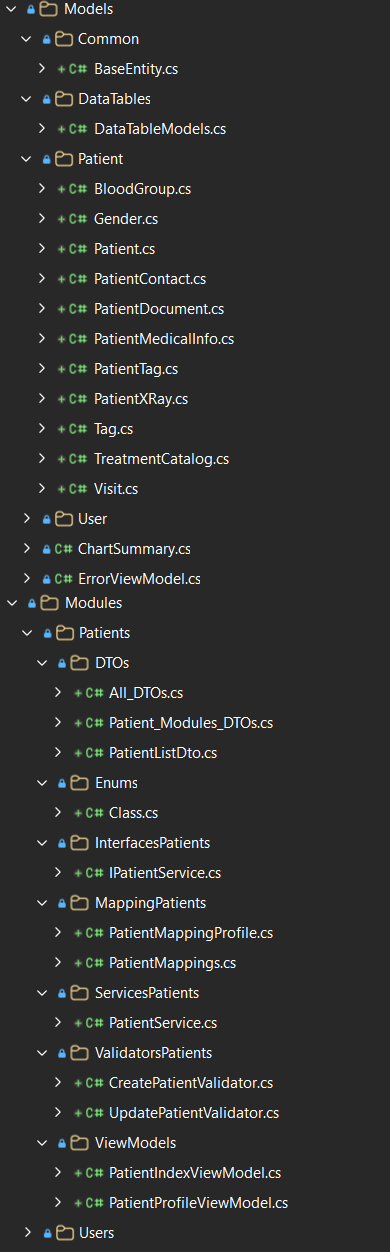 Models
Common
+ C# BaseEntity.cs
DataTables
+ C# DataTableModels.cs
Patient
+ C# BloodGroup.cs
+ C# Gender.cs
+ C# Patient.cs
+ C# PatientContact.cs
+ C# PatientDocument.cs
+ C# PatientMedicalInfo.cs
+ C# PatientTag.cs
+ C# PatientXRay.cs
+ C# Tag.cs
+ C# TreatmentCatalog.cs
+ C# Visit.cs
User
C# ChartSummary.cs
C# ErrorViewModel.cs
Modules
Patients
DTOs
+ C# All_DTOs.cs
+ C# Patient_Modules_DTOs.cs
+ C# PatientListDto.cs
Enums
+ C# Class.cs
InterfacesPatients
+ C# IPatientService.cs
MappingPatients
+ C# PatientMappingProfile.cs
+ C# PatientMappings.cs
ServicesPatients
+ C# PatientService.cs
ValidatorsPatients
+ C# CreatePatientValidator.cs
+ C# UpdatePatientValidator.cs
ViewModels
+ C# PatientIndexViewModel.cs
+ C# PatientProfileViewModel.cs
Users